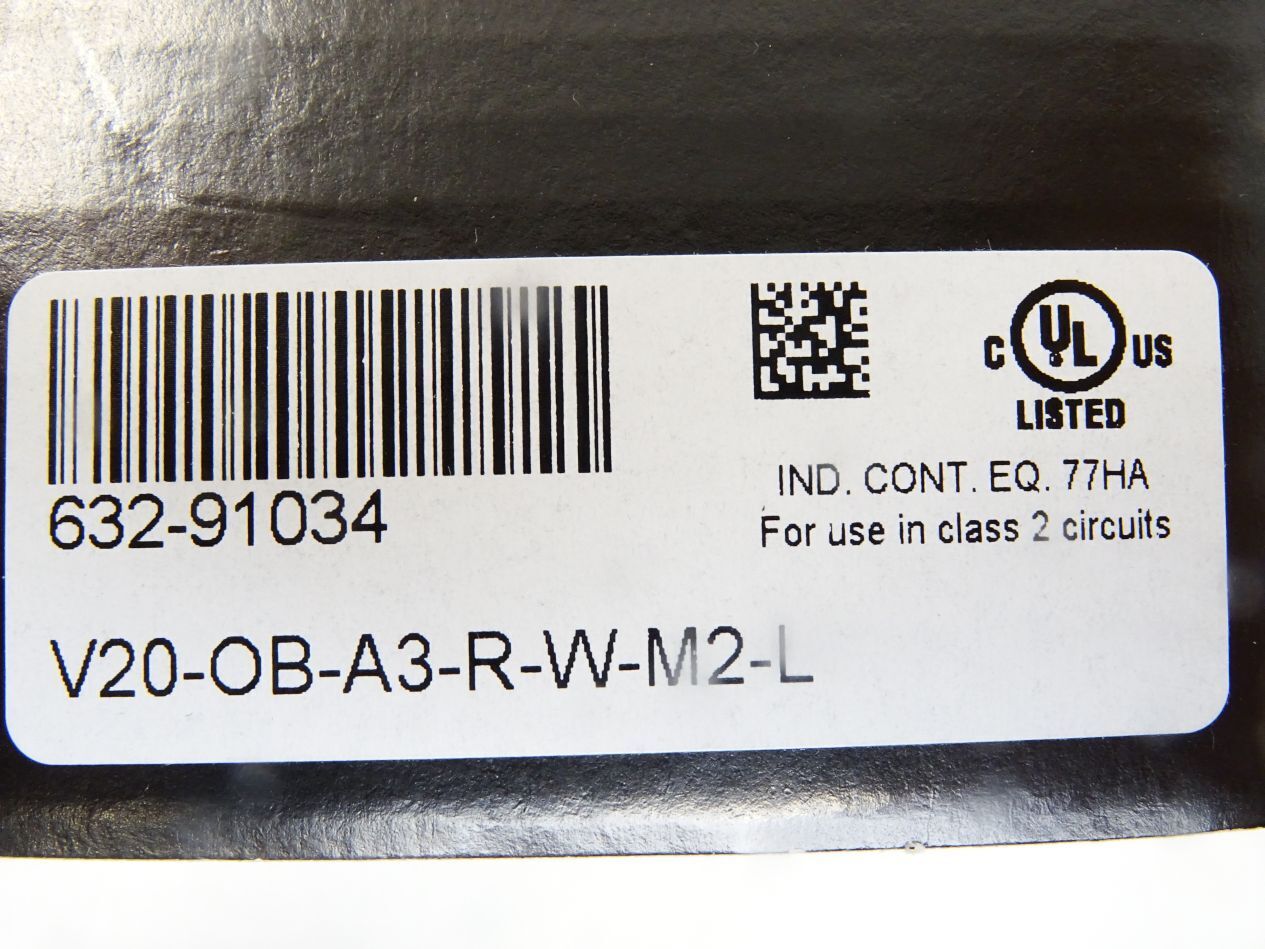 C UL US
LISTED
IND. CONT. EQ. 77HA
For use in class 2 circuits
632-91034
V20-OB-A3-R-W-M2-L